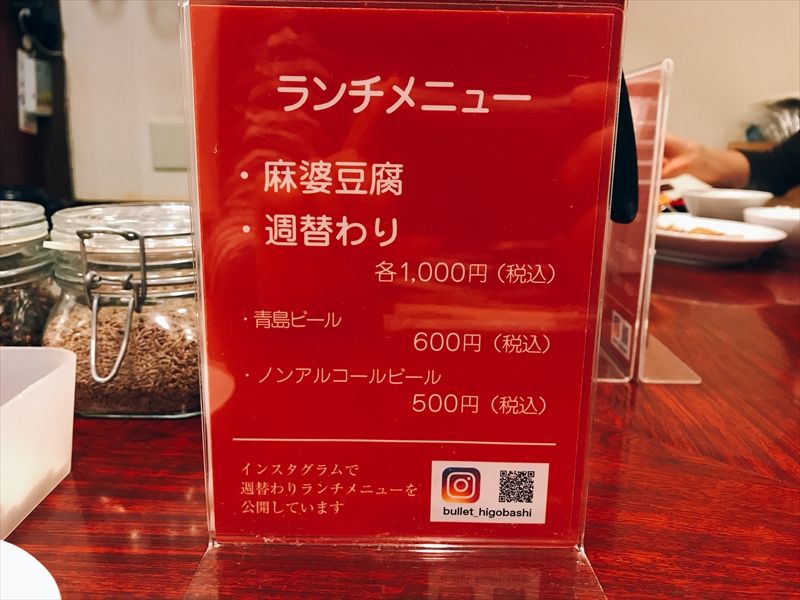 ランチメニュー
・麻婆豆腐
・週替わり
各1,000円（税込）
・青島ビール
600円（税込）
・ノンアルコールビール
500円（税込）
インスタグラムで
週替わりランチメニューを
公開しています
bullet_higobashi